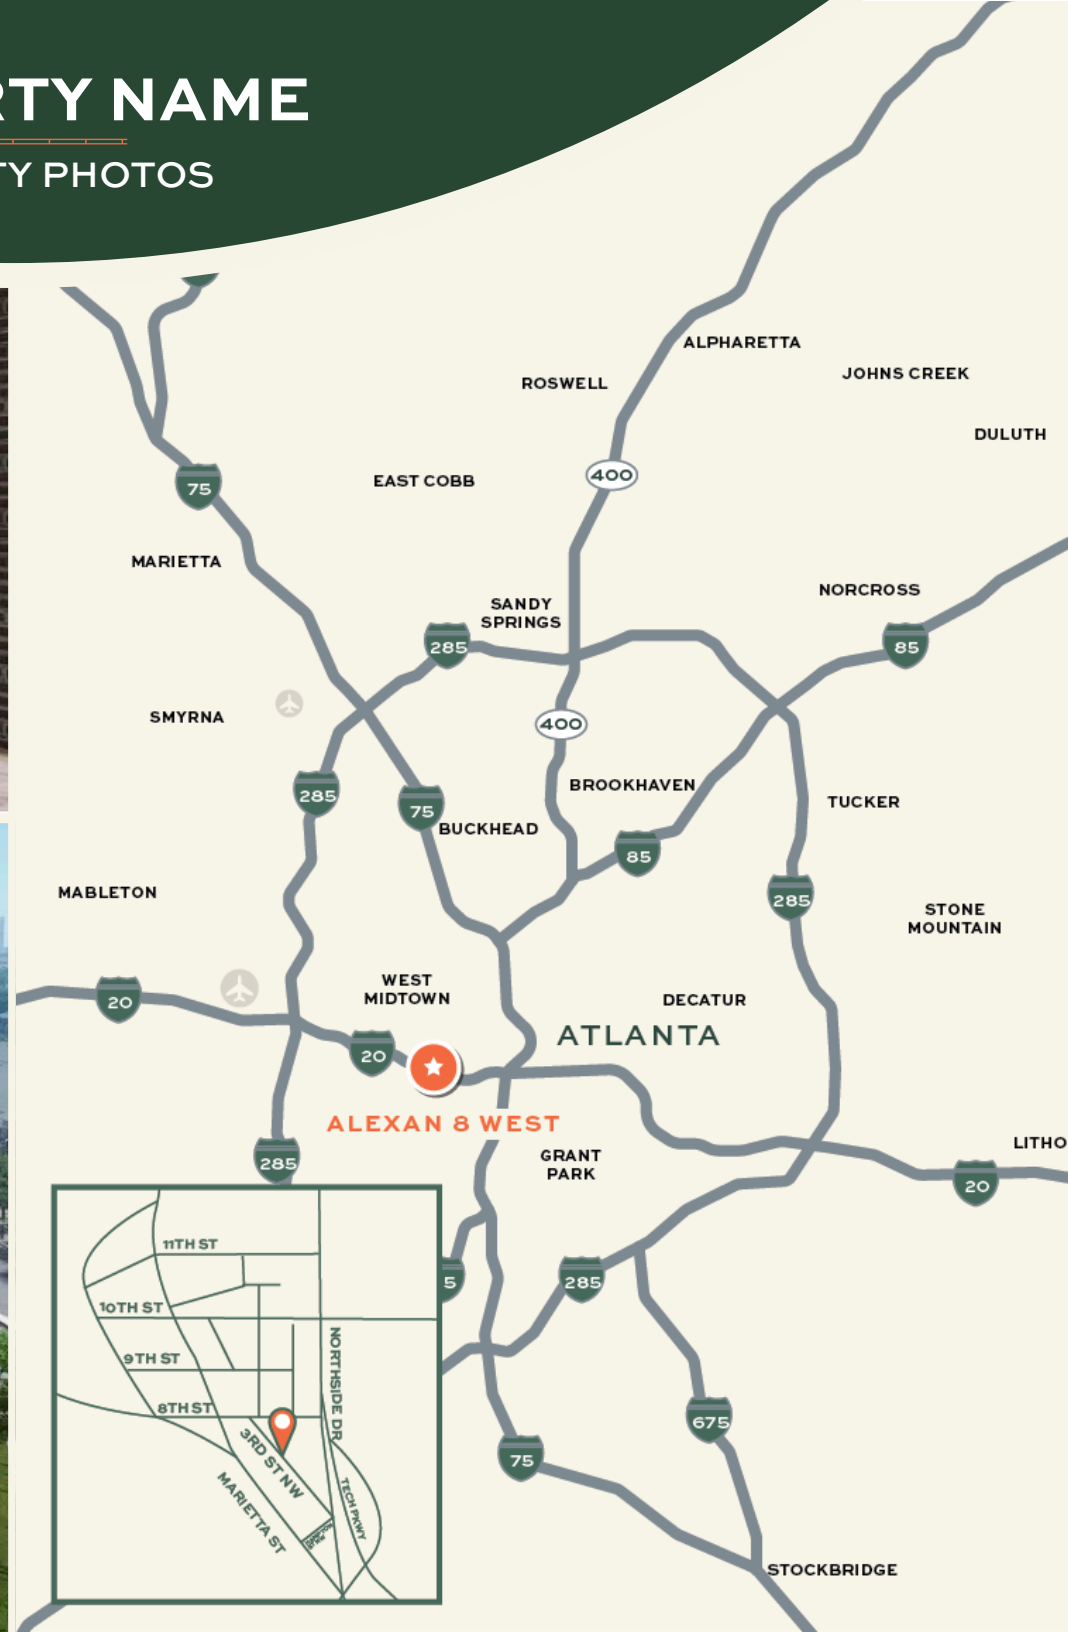 RTY NAME
TY PHOTOS
ALPHARETTA
JOHNS CREEK
ROSWELL
DULUTH
400
EAST COBB
75
MARIETTA
NORCROSS
SANDY
SPRINGS
285
85
SMYRNA
400
BROOKHAVEN
285
75
TUCKER
BUCKHEAD
85
MABLETON
285
STONE
MOUNTAIN
WEST
MIDTOWN
20
DECATUR
ATLANTA
20
ALEXAN 8 WEST
LITHO
GRANT
PARK
285
20
11TH ST
5
285
10TH ST
9TH ST
NORTHSIDE DR
8TH ST
3RD ST NW
675
75
MARIETTA ST
TECH PKWY
STOCKBRIDGE